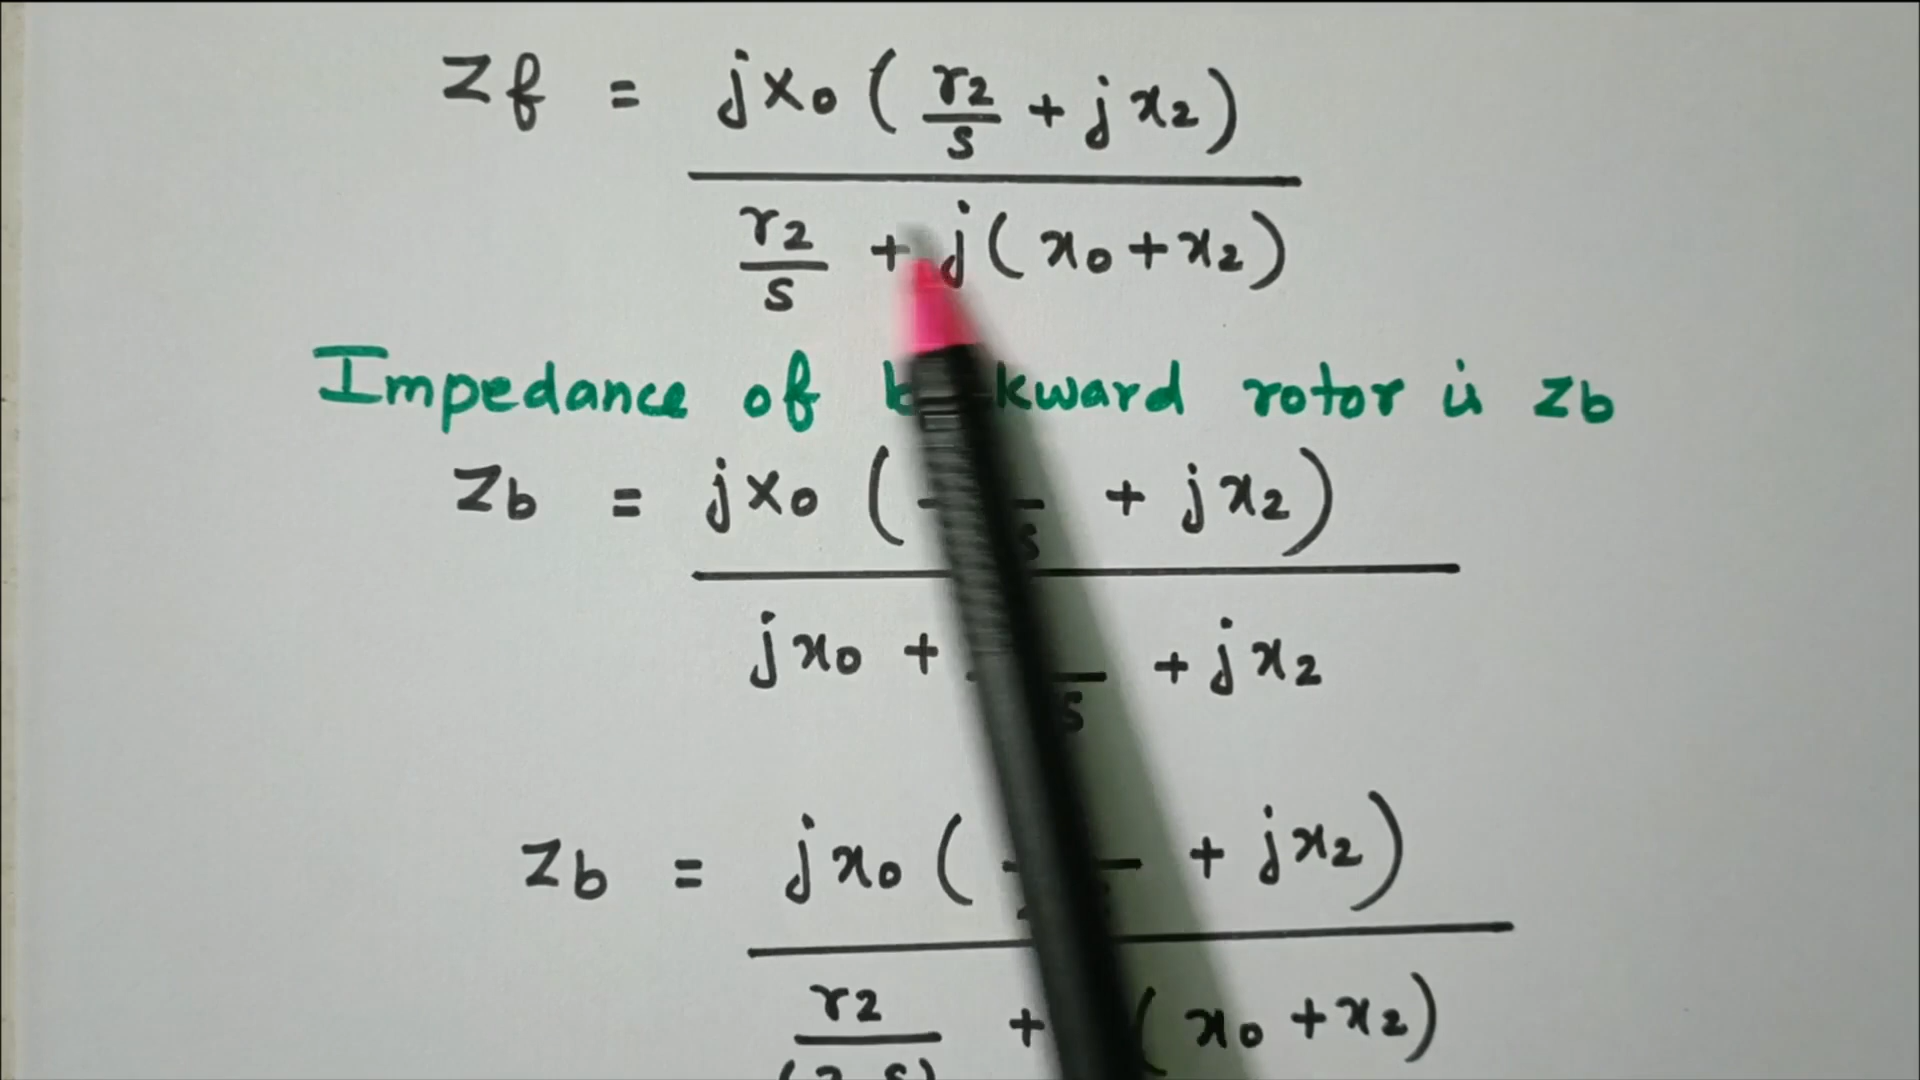 Zf = jx0 ( r2/s + jx2 )
r2/s + j ( x0 + x2 )
Impedance of rotor is Zb
Zb = jx0 ( s + jx2 )
jx0 + s + jx2
Zb = jx0 ( + jx2 )
r2 + ( x0 + x2 )